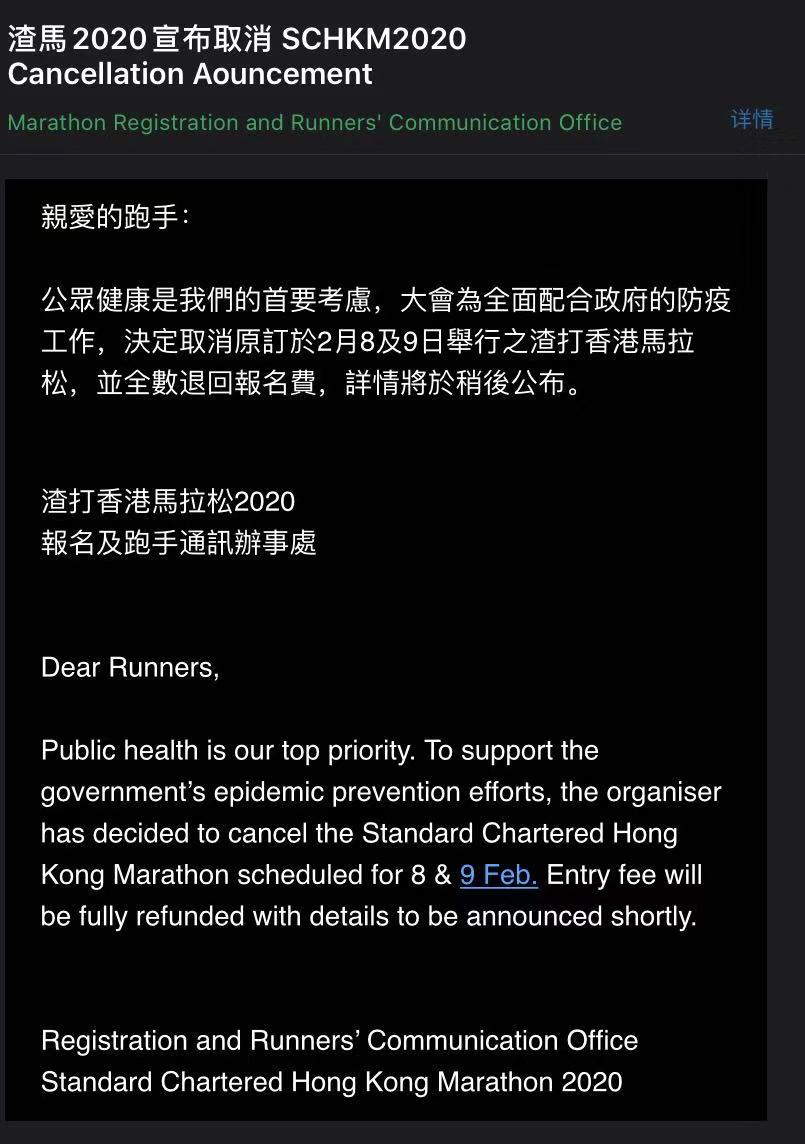 渣馬2020宣布取消 SCHKM2020
Cancellation Aouncement
Marathon Registration and Runners' Communication Office
详情
親愛的跑手：
公眾健康是我們的首要考慮，大會為全面配合政府的防疫
工作，決定取消原訂於2月8及9日舉行之渣打香港馬拉
松，並全數退回報名費，詳情將於稍後公布。
渣打香港馬拉松2020
報名及跑手通訊辦事處
Dear Runners,
Public health is our top priority. To support the
government’s epidemic prevention efforts, the organiser
has decided to cancel the Standard Chartered Hong
Kong Marathon scheduled for 8 & 9 Feb. Entry fee will
be fully refunded with details to be announced shortly.
Registration and Runners’ Communication Office
Standard Chartered Hong Kong Marathon 2020